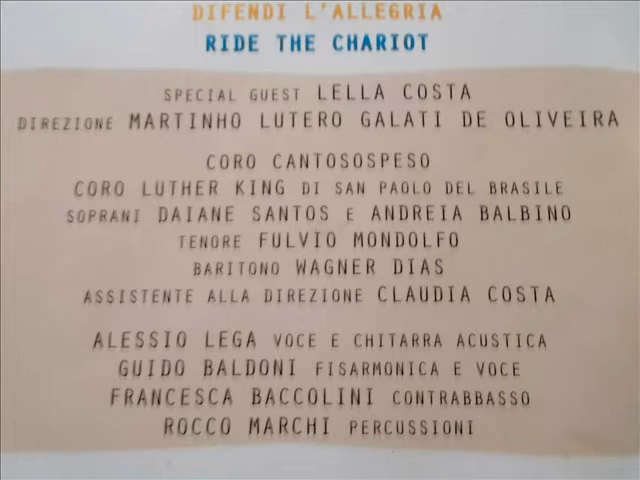 DIFENDI L'ALLEGRIA
RIDE THE CHARIOT
SPECIAL GUEST LELLA COSTA
DIREZIONE MARTINHO LUTERO GALATI DE OLIVEIRA
CORO CANTOSOSPESO
CORO LUTHER KING DI SAN PAOLO DEL BRASILE
SOPRANI DAIANE SANTOS E ANDREIA BALBINO
TENORE FULVIO MONDOLFO
BARITONO WAGNER DIAS
ASSISTENTE ALLA DIREZIONE CLAUDIA COSTA
ALESSIO LEGA VOCE E CHITARRA ACUSTICA
GUIDO BALDONI FISARMONICA E VOCE
FRANCESCA BACCOLINI CONTRABBASSO
ROCCO MARCHI PERCUSSIONI